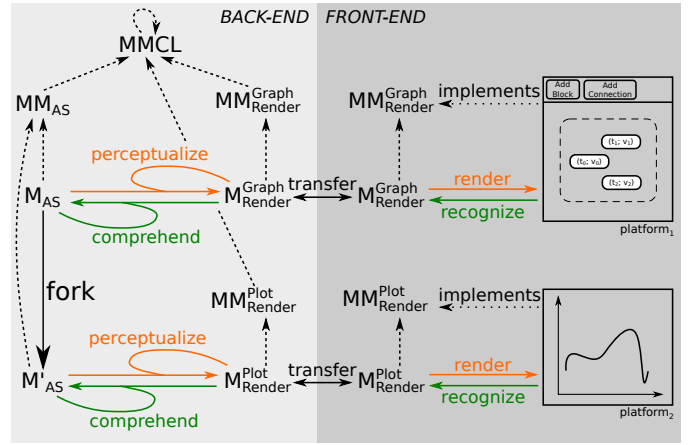 BACK-END FRONT-END
MMCL
MM_AS MM^Graph_Render MM^Graph_Render implements Add Block Add Connection
(t₁; v₁)
(t₀; v₀)
(t₂; v₂)
perceptualize
M_AS M^Graph_Render transfer M^Graph_Render render
recognize
comprehend
platform₁
fork
MM^Plot_Render MM^Plot_Render implements
perceptualize
M'_AS M^Plot_Render transfer M^Plot_Render render
recognize
comprehend
platform₂